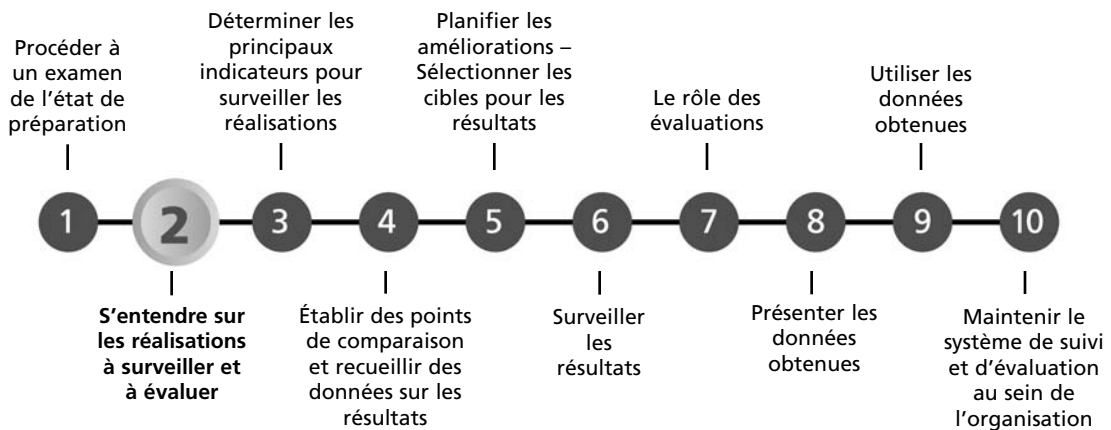 Procéder à
un examen
de l’état de
préparation
Déterminer les
principaux
indicateurs pour
surveiller les
réalisations
Planifier les
améliorations –
Sélectionner les
cibles pour les
résultats
Le rôle des
évaluations
Utiliser les
données
obtenues
1
2
3
4
5
6
7
8
9
10
S’entendre sur
les réalisations
à surveiller et
à évaluer
Établir des points
de comparaison
et recueillir des
données sur les
résultats
Surveiller
les
résultats
Présenter les
données
obtenues
Maintenir le
système de suivi
et d’évaluation
au sein de
l’organisation